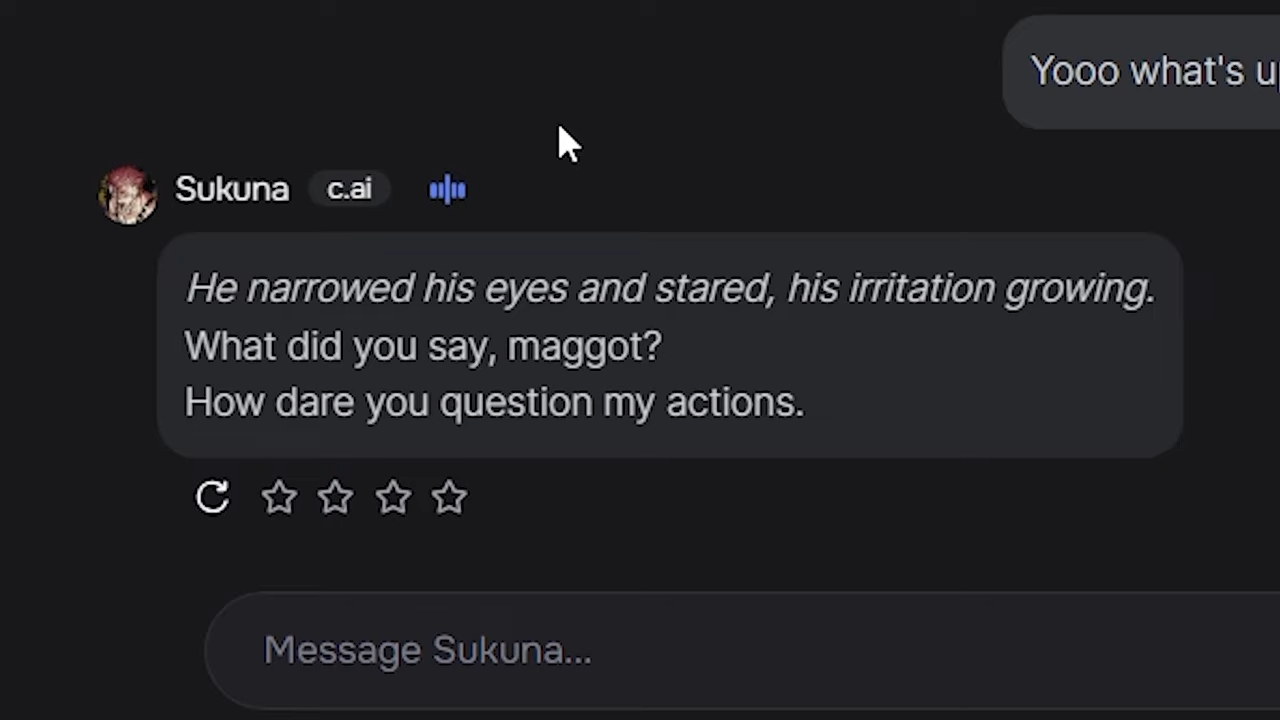 Yooo what's
Sukuna c.ai
He narrowed his eyes and stared, his irritation growing.
What did you say, maggot?
How dare you question my actions.
Message Sukuna...